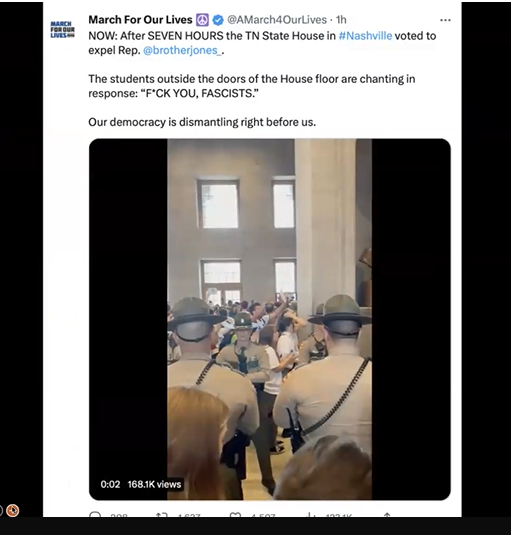 MARCH
FOR OUR
LIVES
March For Our Lives @AMarch4OurLives · 1h
NOW: After SEVEN HOURS the TN State House in #Nashville voted to
expel Rep. @brotherjones_.
The students outside the doors of the House floor are chanting in
response: “F*CK YOU, FASCISTS.”
Our democracy is dismantling right before us.
0:02 168.1K views